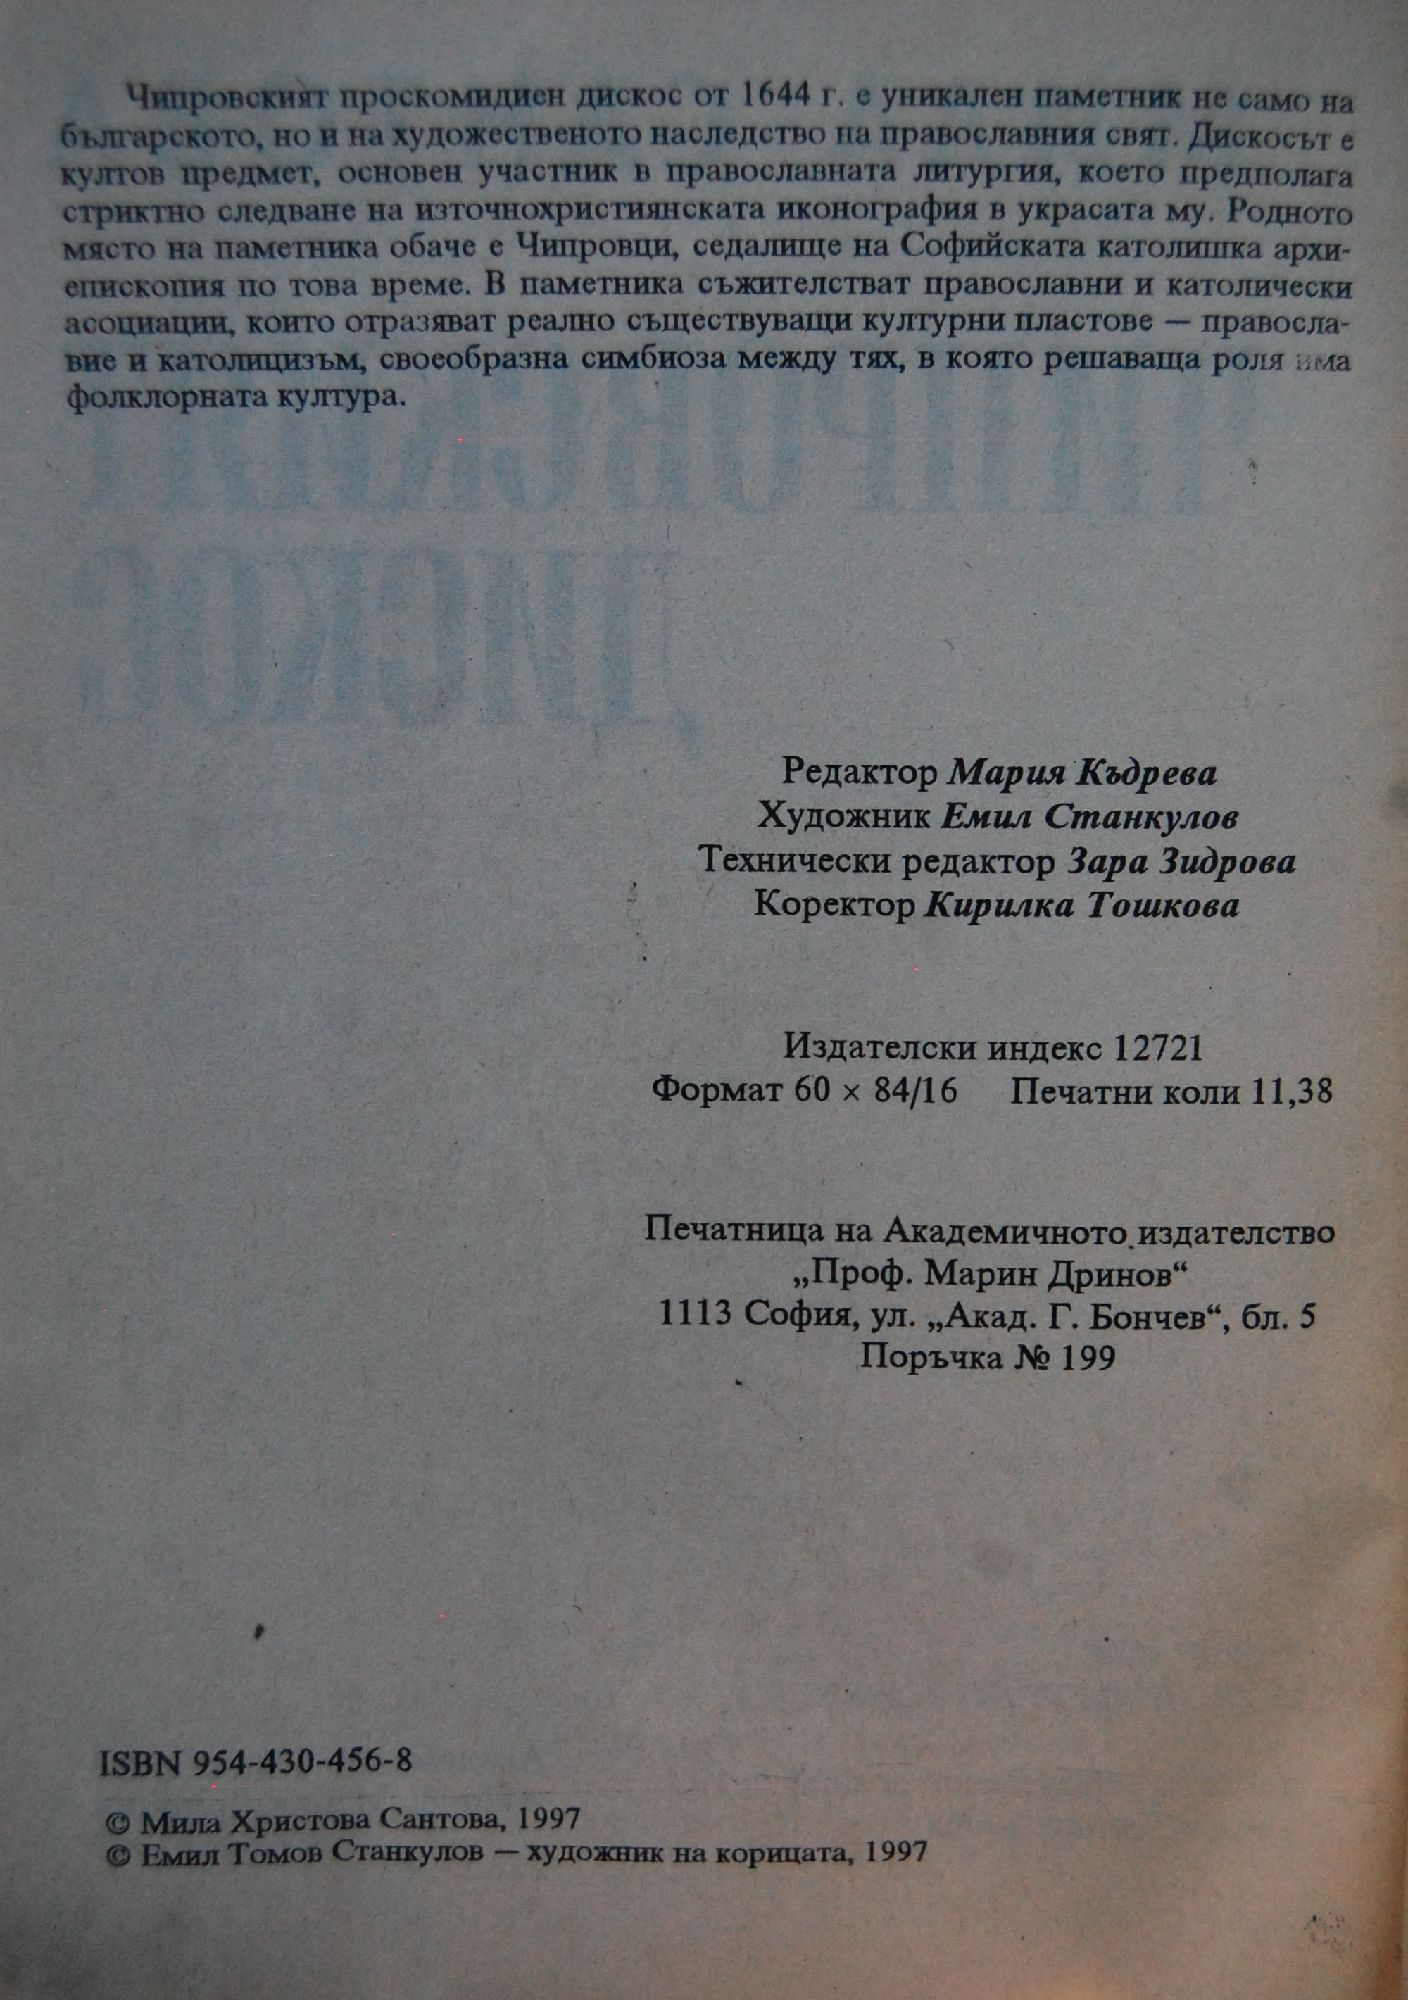 Чипровският проскомидиен дискос от 1644 г. е уникален паметник не само на
българското, но и на художественото наследство на православния свят. Дискосът е
култов предмет, основен участник в православната литургия, което предполага
стриктно следване на източнохристиянската иконография в украсата му. Родното
място на паметника обаче е Чипровци, седалище на Софийската католишка архи-
епископия по това време. В паметника съжителстват православни и католически
асоциации, които отразяват реално съществуващи културни пластове — правосла-
вие и католицизъм, своеобразна симбиоза между тях, в която решаваща роля има
фолклорната култура.
Редактор Мария Къдрева
Художник Емил Станкулов
Технически редактор Зара Зидрова
Коректор Кирилка Тошкова
Издателски индекс 12721
Формат 60 × 84/16 Печатни коли 11,38
Печатница на Академичното издателство
„Проф. Марин Дринов“
1113 София, ул. „Акад. Г. Бончев“, бл. 5
Поръчка № 199
ISBN 954-430-456-8
© Мила Христова Сантова, 1997
© Емил Томов Станкулов — художник на корицата, 1997